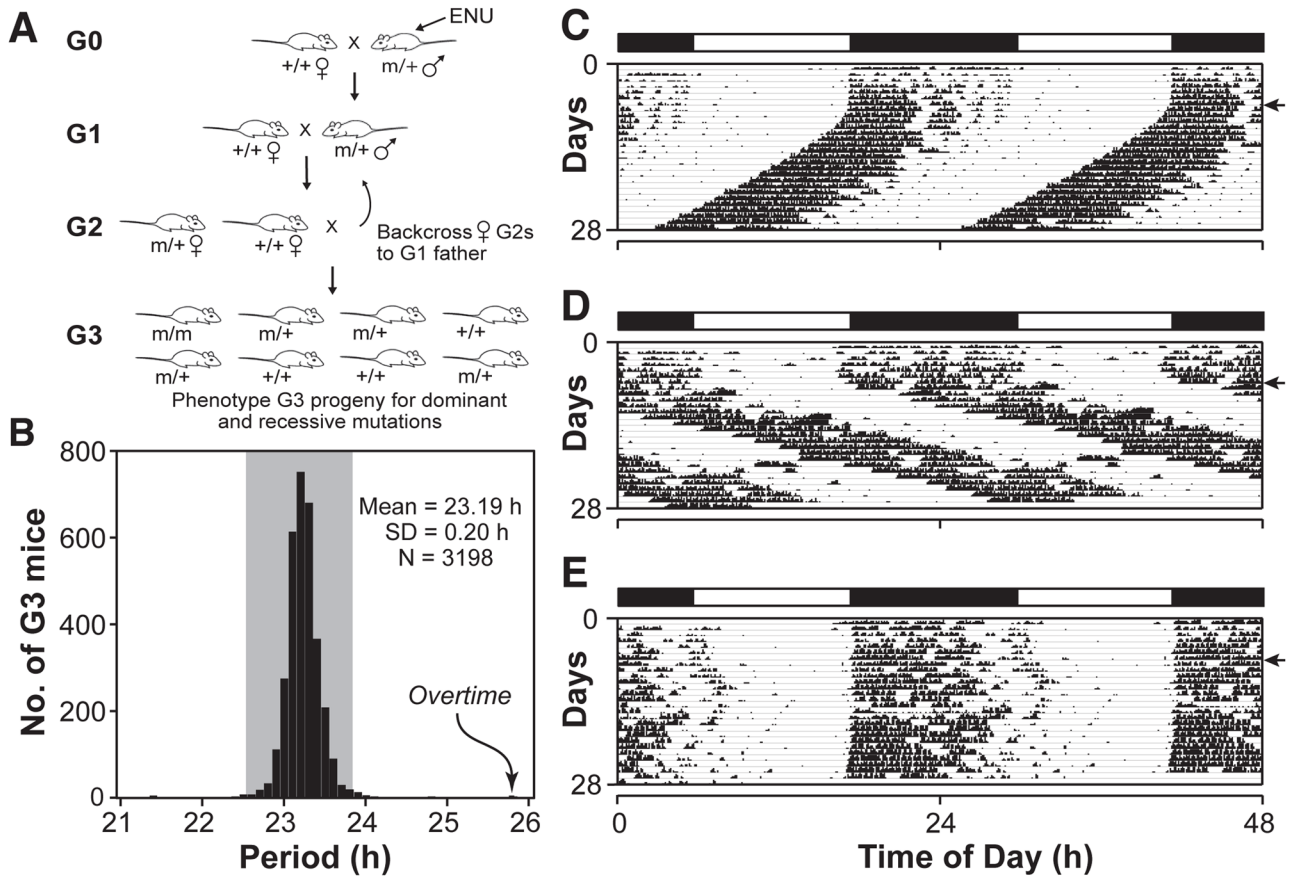 A
G0
ENU
X
+/+ ♀
m/+ ♂
G1
X
+/+ ♀
m/+ ♂
G2
X
m/+ ♀
+/+ ♀
Backcross ♀ G2s
to G1 father
G3
m/m
m/+
m/+
+/+
m/+
+/+
+/+
m/+
Phenotype G3 progeny for dominant
and recessive mutations
B
800
600
400
200
0
No. of G3 mice
Mean = 23.19 h
SD = 0.20 h
N = 3198
Overtime
21 22 23 24 25 26
Period (h)
C
0
Days
28
D
0
Days
28
E
0
Days
28
0 24 48
Time of Day (h)